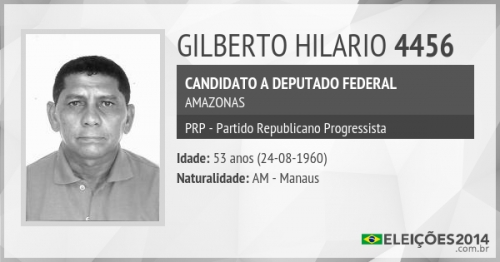 GILBERTO HILARIO 4456
CANDIDATO A DEPUTADO FEDERAL
AMAZONAS
PRP - Partido Republicano Progressista
Idade: 53 anos (24-08-1960)
Naturalidade: AM - Manaus
ELEIÇÕES2014
.com.br